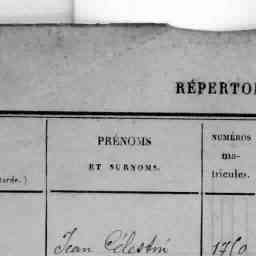 RÉPERTO
PRÉNOMS
ET SURNOMS.
NUMÉROS
ma-
tricules.
Jean Célestin